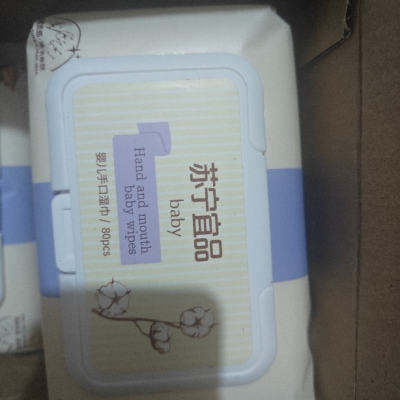 苏宁宜品
baby
Hand and mouth
baby wipes
婴儿手口湿巾 / 80pcs